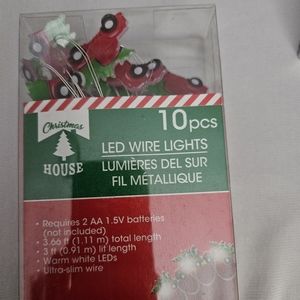 Christmas
HOUSE
10pcs
LED WIRE LIGHTS
LUMIÈRES DEL SUR
FIL MÉTALLIQUE
• Requires 2 AA 1.5V batteries
(not included)
• 3.66 ft (1.11 m) total length
• 3 ft (0.91 m) lit length
• Warm white LEDs
• Ultra-slim wire